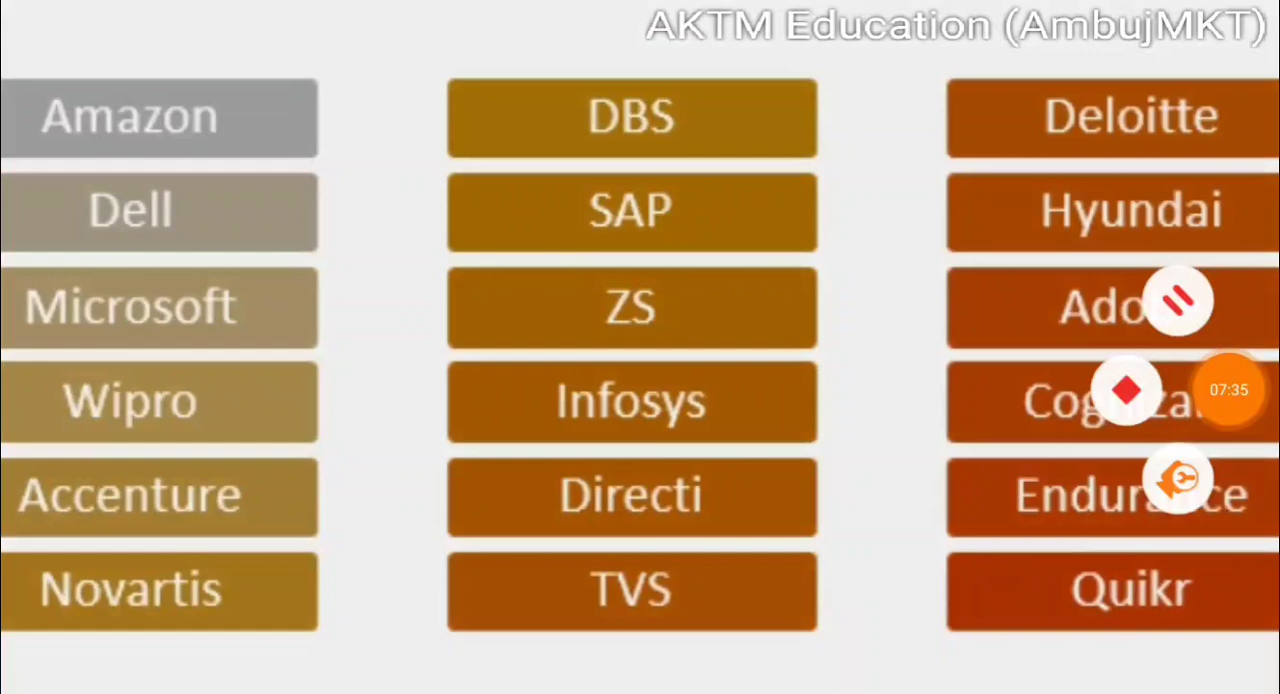 AKTM Education (AmbujMKT)
Amazon
DBS
Deloitte
Dell
SAP
Hyundai
Microsoft
ZS
Wipro
Infosys
07:35
Accenture
Directi
Novartis
TVS
Quikr